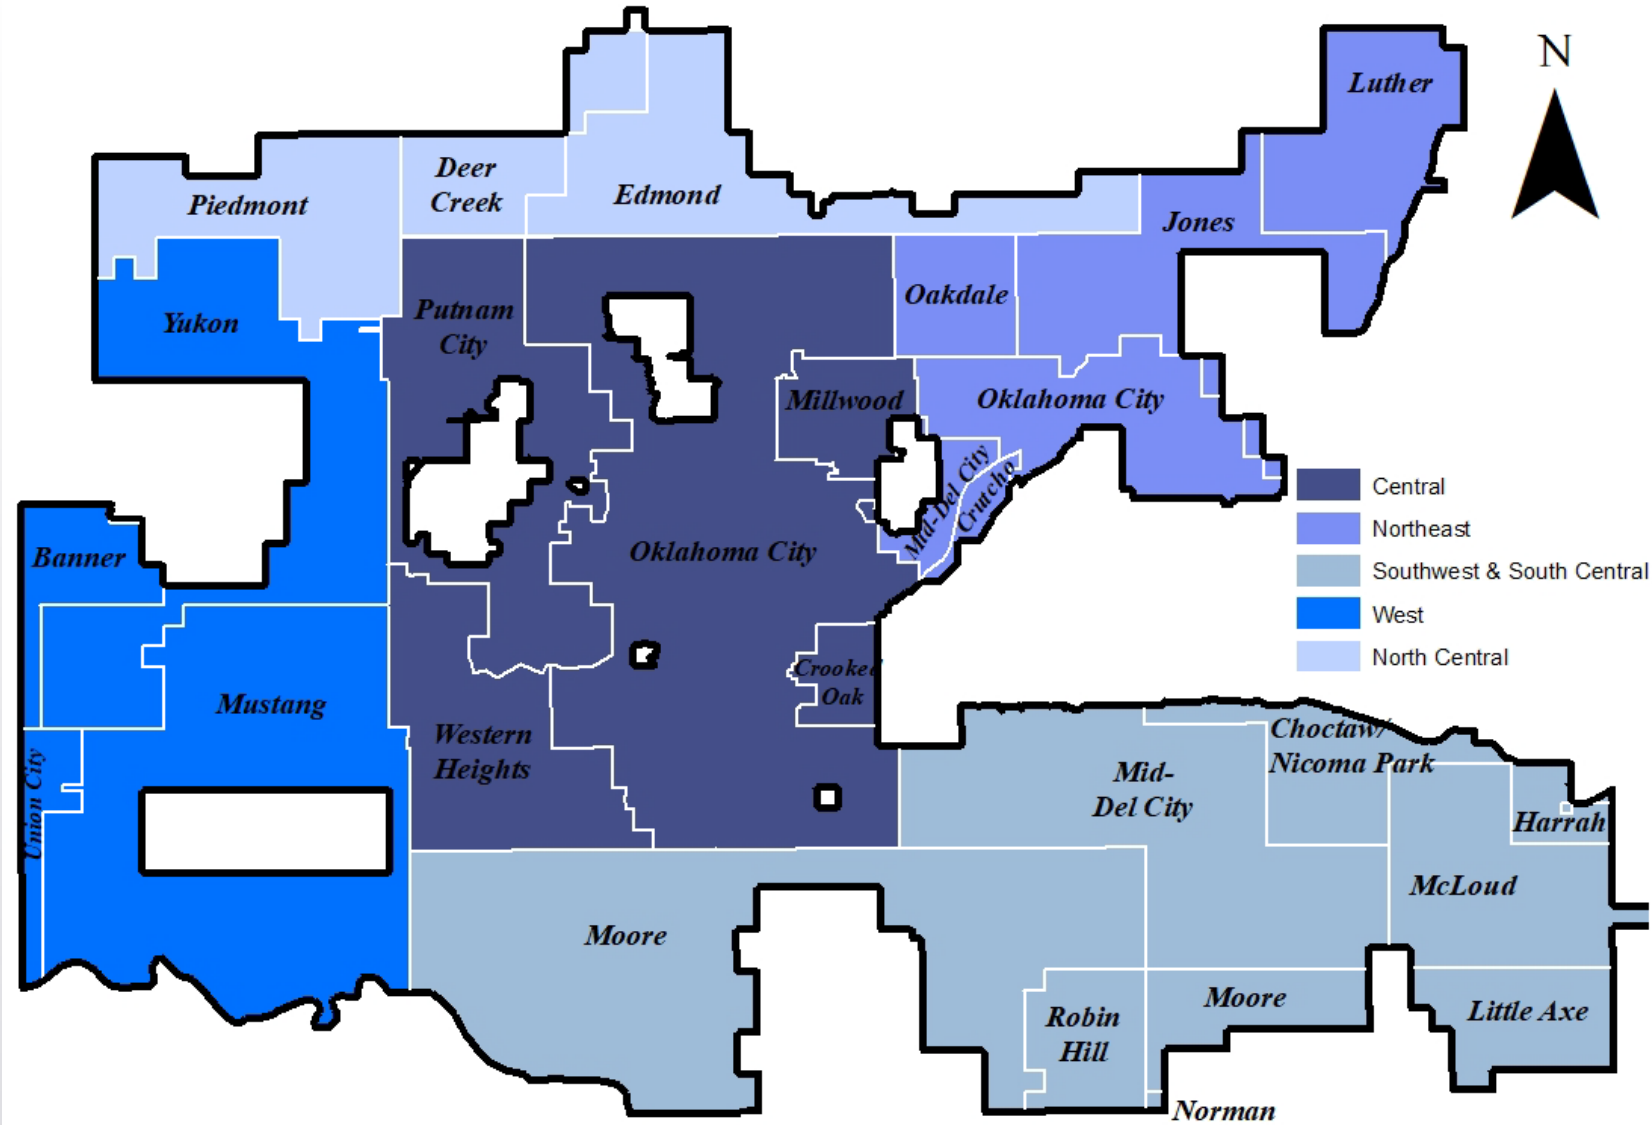 N
Luther
Deer
Creek
Piedmont
Edmond
Jones
Oakdale
Putnam
City
Yukon
Millwood
Oklahoma City
Mid-Del City
Crutcho
Central
Northeast
Southwest & South Central
West
North Central
Banner
Oklahoma City
Crooked
Oak
Mustang
Western
Heights
Union City
Choctaw/
Nicoma Park
Mid-
Del City
Harrah
McLoud
Moore
Moore
Robin
Hill
Little Axe
Norman